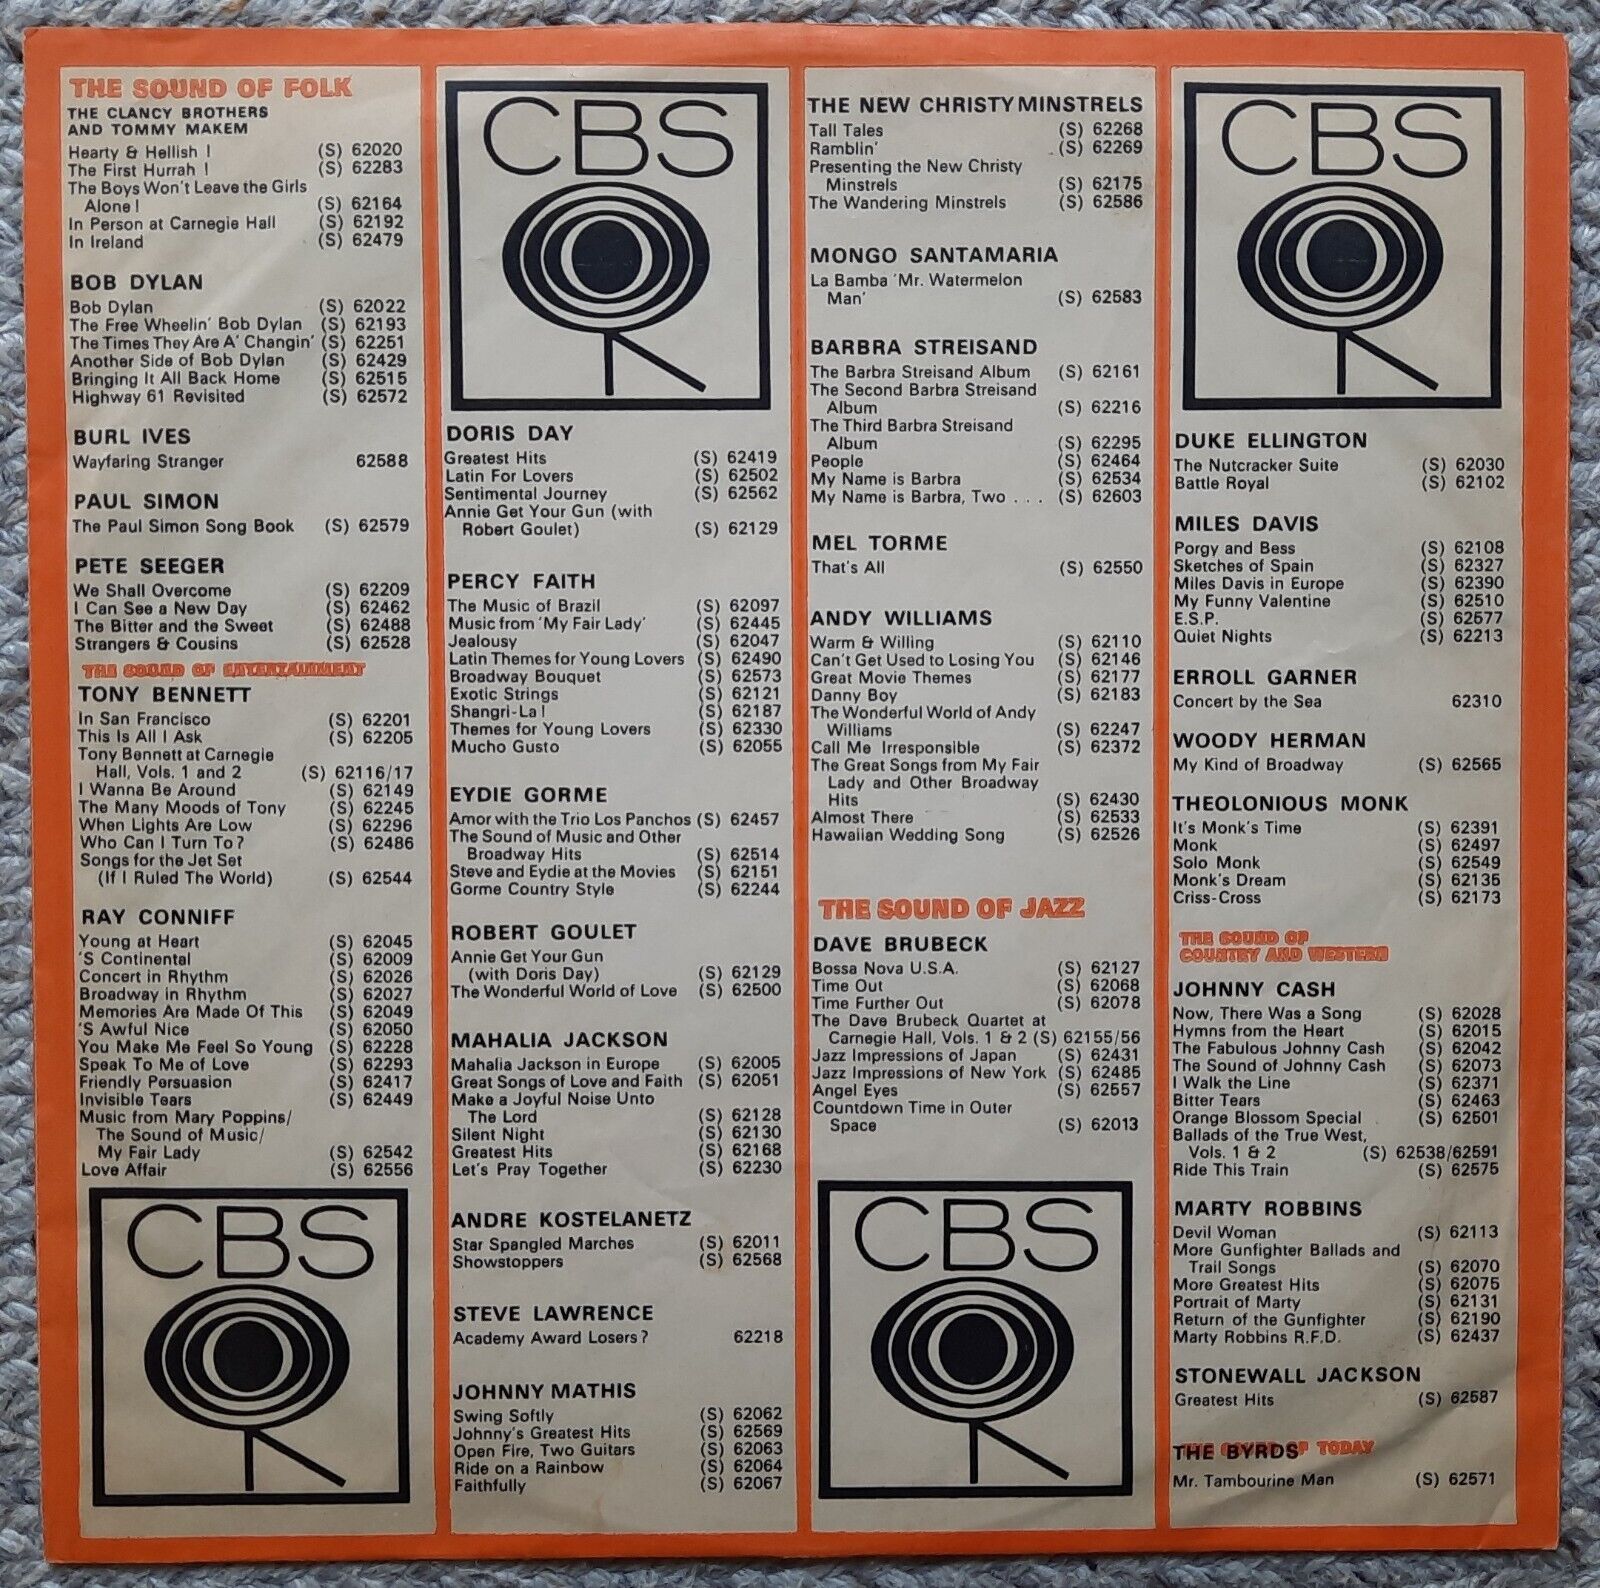 THE SOUND OF FOLK
THE CLANCY BROTHERS
AND TOMMY MAKEM
Hearty & Hellish ! (S) 62020
The First Hurrah ! (S) 62283
The Boys Won't Leave the Girls
Alone ! (S) 62164
In Person at Carnegie Hall (S) 62192
In Ireland (S) 62479
BOB DYLAN
Bob Dylan (S) 62022
The Free Wheelin' Bob Dylan (S) 62193
The Times They Are A' Changin' (S) 62251
Another Side of Bob Dylan (S) 62429
Bringing It All Back Home (S) 62515
Highway 61 Revisited (S) 62572
BURL IVES
Wayfaring Stranger 62588
PAUL SIMON
The Paul Simon Song Book (S) 62579
PETE SEEGER
We Shall Overcome (S) 62209
I Can See a New Day (S) 62462
The Bitter and the Sweet (S) 62488
Strangers & Cousins (S) 62528
THE SOUND OF ENTERTAINMENT
TONY BENNETT
In San Francisco (S) 62201
This Is All I Ask (S) 62205
Tony Bennett at Carnegie
Hall, Vols. 1 and 2 (S) 62116/17
I Wanna Be Around (S) 62149
The Many Moods of Tony (S) 62245
When Lights Are Low (S) 62296
Who Can I Turn To? (S) 62486
Songs for the Jet Set
(If I Ruled The World) (S) 62544
RAY CONNIFF
Young at Heart (S) 62045
'S Continental (S) 62009
Concert in Rhythm (S) 62026
Broadway in Rhythm (S) 62027
Memories Are Made Of This (S) 62049
'S Awful Nice (S) 62050
You Make Me Feel So Young (S) 62228
Speak To Me of Love (S) 62293
Friendly Persuasion (S) 62417
Invisible Tears (S) 62449
Music from Mary Poppins/
The Sound of Music/
My Fair Lady (S) 62542
Love Affair (S) 62556
CBS
CBS
DORIS DAY
Greatest Hits (S) 62419
Latin For Lovers (S) 62502
Sentimental Journey (S) 62562
Annie Get Your Gun (with
Robert Goulet) (S) 62129
PERCY FAITH
The Music of Brazil (S) 62097
Music from 'My Fair Lady' (S) 62445
Jealousy (S) 62047
Latin Themes for Young Lovers (S) 62490
Broadway Bouquet (S) 62573
Exotic Strings (S) 62121
Shangri-La ! (S) 62187
Themes for Young Lovers (S) 62330
Mucho Gusto (S) 62055
EYDIE GORME
Amor with the Trio Los Panchos (S) 62457
The Sound of Music and Other
Broadway Hits (S) 62514
Steve and Eydie at the Movies (S) 62151
Gorme Country Style (S) 62244
ROBERT GOULET
Annie Get Your Gun
(with Doris Day) (S) 62129
The Wonderful World of Love (S) 62500
MAHALIA JACKSON
Mahalia Jackson in Europe (S) 62005
Great Songs of Love and Faith (S) 62051
Make a Joyful Noise Unto
The Lord (S) 62128
Silent Night (S) 62130
Greatest Hits (S) 62168
Let's Pray Together (S) 62230
ANDRE KOSTELANETZ
Star Spangled Marches (S) 62011
Showstoppers (S) 62568
STEVE LAWRENCE
Academy Award Losers? 62218
JOHNNY MATHIS
Swing Softly (S) 62062
Johnny's Greatest Hits (S) 62569
Open Fire, Two Guitars (S) 62063
Ride on a Rainbow (S) 62064
Faithfully (S) 62067
THE NEW CHRISTY MINSTRELS
Tall Tales (S) 62268
Ramblin' (S) 62269
Presenting the New Christy
Minstrels (S) 62175
The Wandering Minstrels (S) 62586
MONGO SANTAMARIA
La Bamba 'Mr. Watermelon
Man' (S) 62583
BARBRA STREISAND
The Barbra Streisand Album (S) 62161
The Second Barbra Streisand
Album (S) 62216
The Third Barbra Streisand
Album (S) 62295
People (S) 62464
My Name is Barbra (S) 62534
My Name is Barbra, Two . . . (S) 62603
MEL TORME
That's All (S) 62550
ANDY WILLIAMS
Warm & Willing (S) 62110
Can't Get Used to Losing You (S) 62146
Great Movie Themes (S) 62177
Danny Boy (S) 62183
The Wonderful World of Andy
Williams (S) 62247
Call Me Irresponsible (S) 62372
The Great Songs from My Fair
Lady and Other Broadway
Hits (S) 62430
Almost There (S) 62533
Hawaiian Wedding Song (S) 62526
THE SOUND OF JAZZ
DAVE BRUBECK
Bossa Nova U.S.A. (S) 62127
Time Out (S) 62068
Time Further Out (S) 62078
The Dave Brubeck Quartet at
Carnegie Hall, Vols. 1 & 2 (S) 62155/56
Jazz Impressions of Japan (S) 62431
Jazz Impressions of New York (S) 62485
Angel Eyes (S) 62557
Countdown Time in Outer
Space (S) 62013
CBS
CBS
DUKE ELLINGTON
The Nutcracker Suite (S) 62030
Battle Royal (S) 62102
MILES DAVIS
Porgy and Bess (S) 62108
Sketches of Spain (S) 62327
Miles Davis in Europe (S) 62390
My Funny Valentine (S) 62510
E.S.P. (S) 62577
Quiet Nights (S) 62213
ERROLL GARNER
Concert by the Sea 62310
WOODY HERMAN
My Kind of Broadway (S) 62565
THEOLONIOUS MONK
It's Monk's Time (S) 62391
Monk (S) 62497
Solo Monk (S) 62549
Monk's Dream (S) 62135
Criss-Cross (S) 62173
THE SOUND OF
COUNTRY AND WESTERN
JOHNNY CASH
Now, There Was a Song (S) 62028
Hymns from the Heart (S) 62015
The Fabulous Johnny Cash (S) 62042
The Sound of Johnny Cash (S) 62073
I Walk the Line (S) 62371
Bitter Tears (S) 62463
Orange Blossom Special (S) 62501
Ballads of the True West,
Vols. 1 & 2 (S) 62538/62591
Ride This Train (S) 62575
MARTY ROBBINS
Devil Woman (S) 62113
More Gunfighter Ballads and
Trail Songs (S) 62070
More Greatest Hits (S) 62075
Portrait of Marty (S) 62131
Return of the Gunfighter (S) 62190
Marty Robbins R.F.D. (S) 62437
STONEWALL JACKSON
Greatest Hits (S) 62587
THE SOUND OF TODAY
THE BYRDS
Mr. Tambourine Man (S) 62571